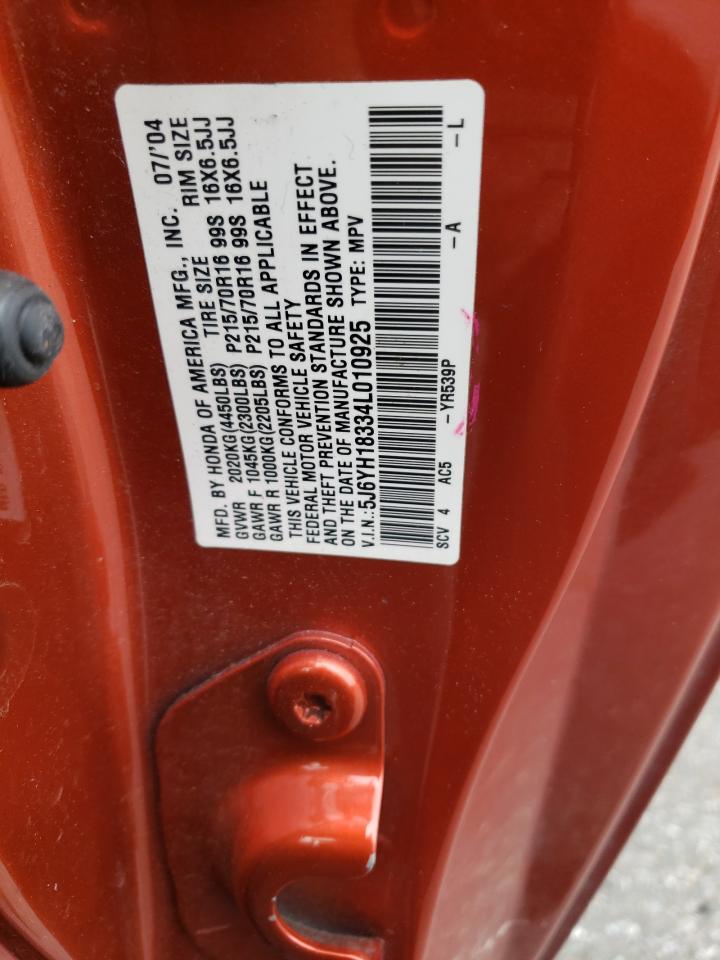 MFD. BY HONDA OF AMERICA MFG., INC. 07/'04
GVWR 2020KG(4450LBS) TIRE SIZE RIM SIZE
GAWR F 1045KG(2300LBS) P215/70R16 99S 16X6.5JJ
GAWR R 1000KG(2205LBS) P215/70R16 99S 16X6.5JJ
THIS VEHICLE CONFORMS TO ALL APPLICABLE
FEDERAL MOTOR VEHICLE SAFETY
AND THEFT PREVENTION STANDARDS IN EFFECT
ON THE DATE OF MANUFACTURE SHOWN ABOVE.
V.I.N.:5J6YH18334L010925 TYPE: MPV
SCV 4 AC5 -YR539P -A -L